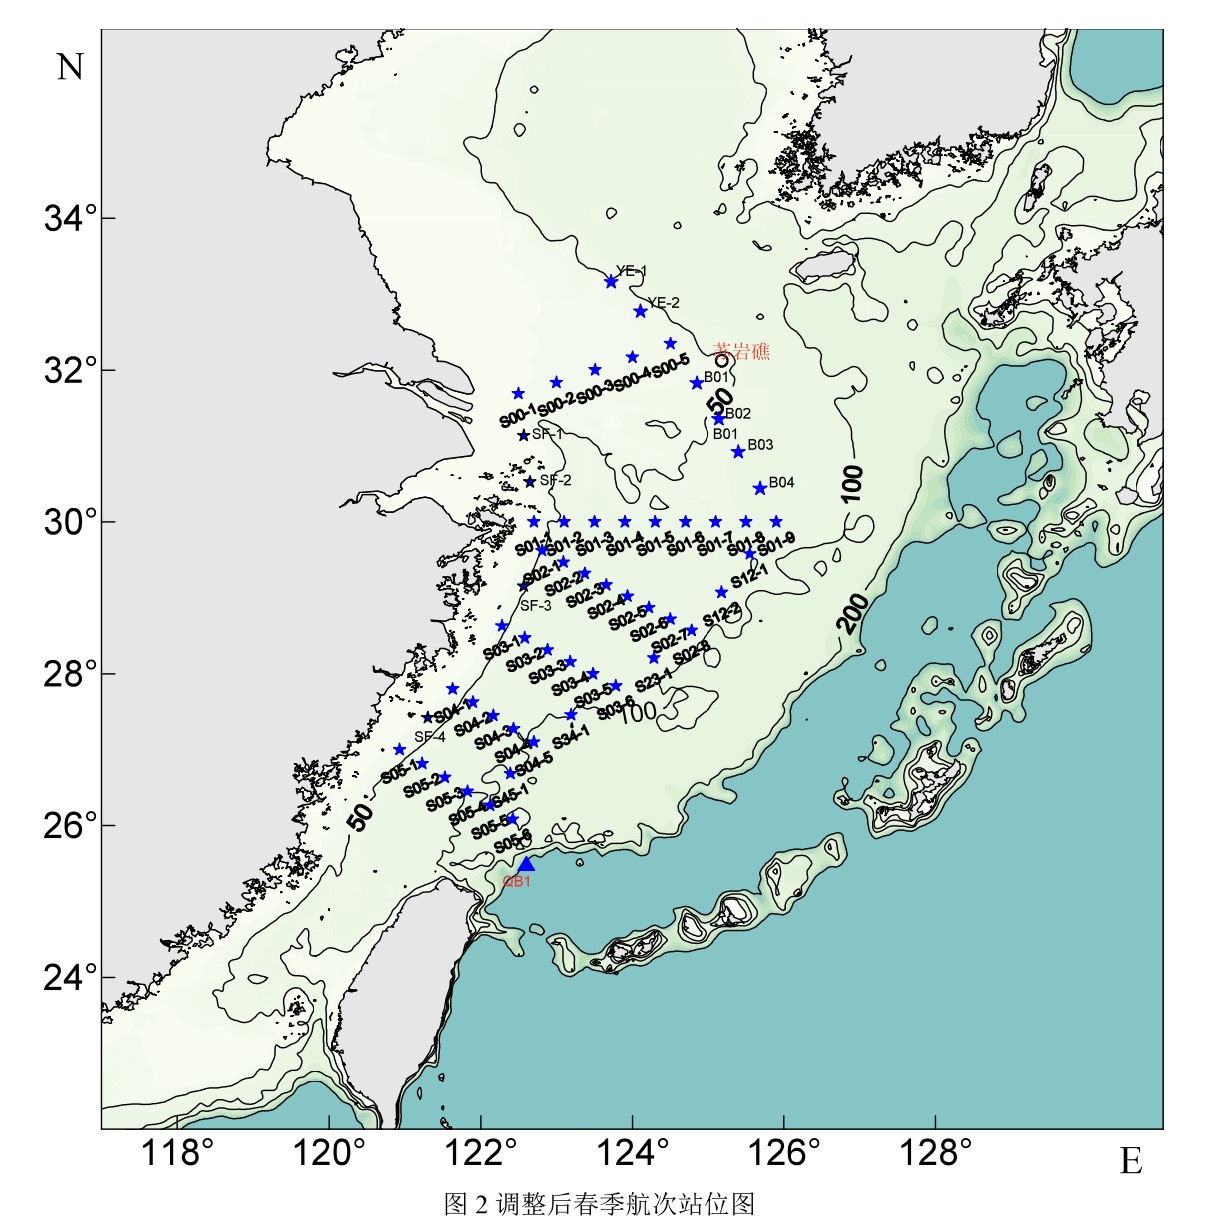 N
34°
32°
30°
28°
26°
24°
118°
120°
122°
124°
126°
128°
E
YE-1
YE-2
苏岩礁
S00-1
S00-2
S00-3
S00-4
S00-5
B01
50
B02
B01
B03
B04
SF-1
SF-2
100
S01-1
S01-2
S01-3
S01-4
S01-5
S01-6
S01-7
S01-8
S01-9
S02-1
S02-2
S02-3
S02-4
S02-5
S02-6
S02-7
S02-8
S12-1
S12-2
SF-3
200
S03-1
S03-2
S03-3
S03-4
S03-5
S03-6
S23-1
100
S04-1
S04-2
S04-3
S04-4
S04-5
S34-1
SF-4
S05-1
S05-2
S05-3
S05-4
S05-5
S05-6
S45-1
50
QB1
图 2 调整后春季航次站位图